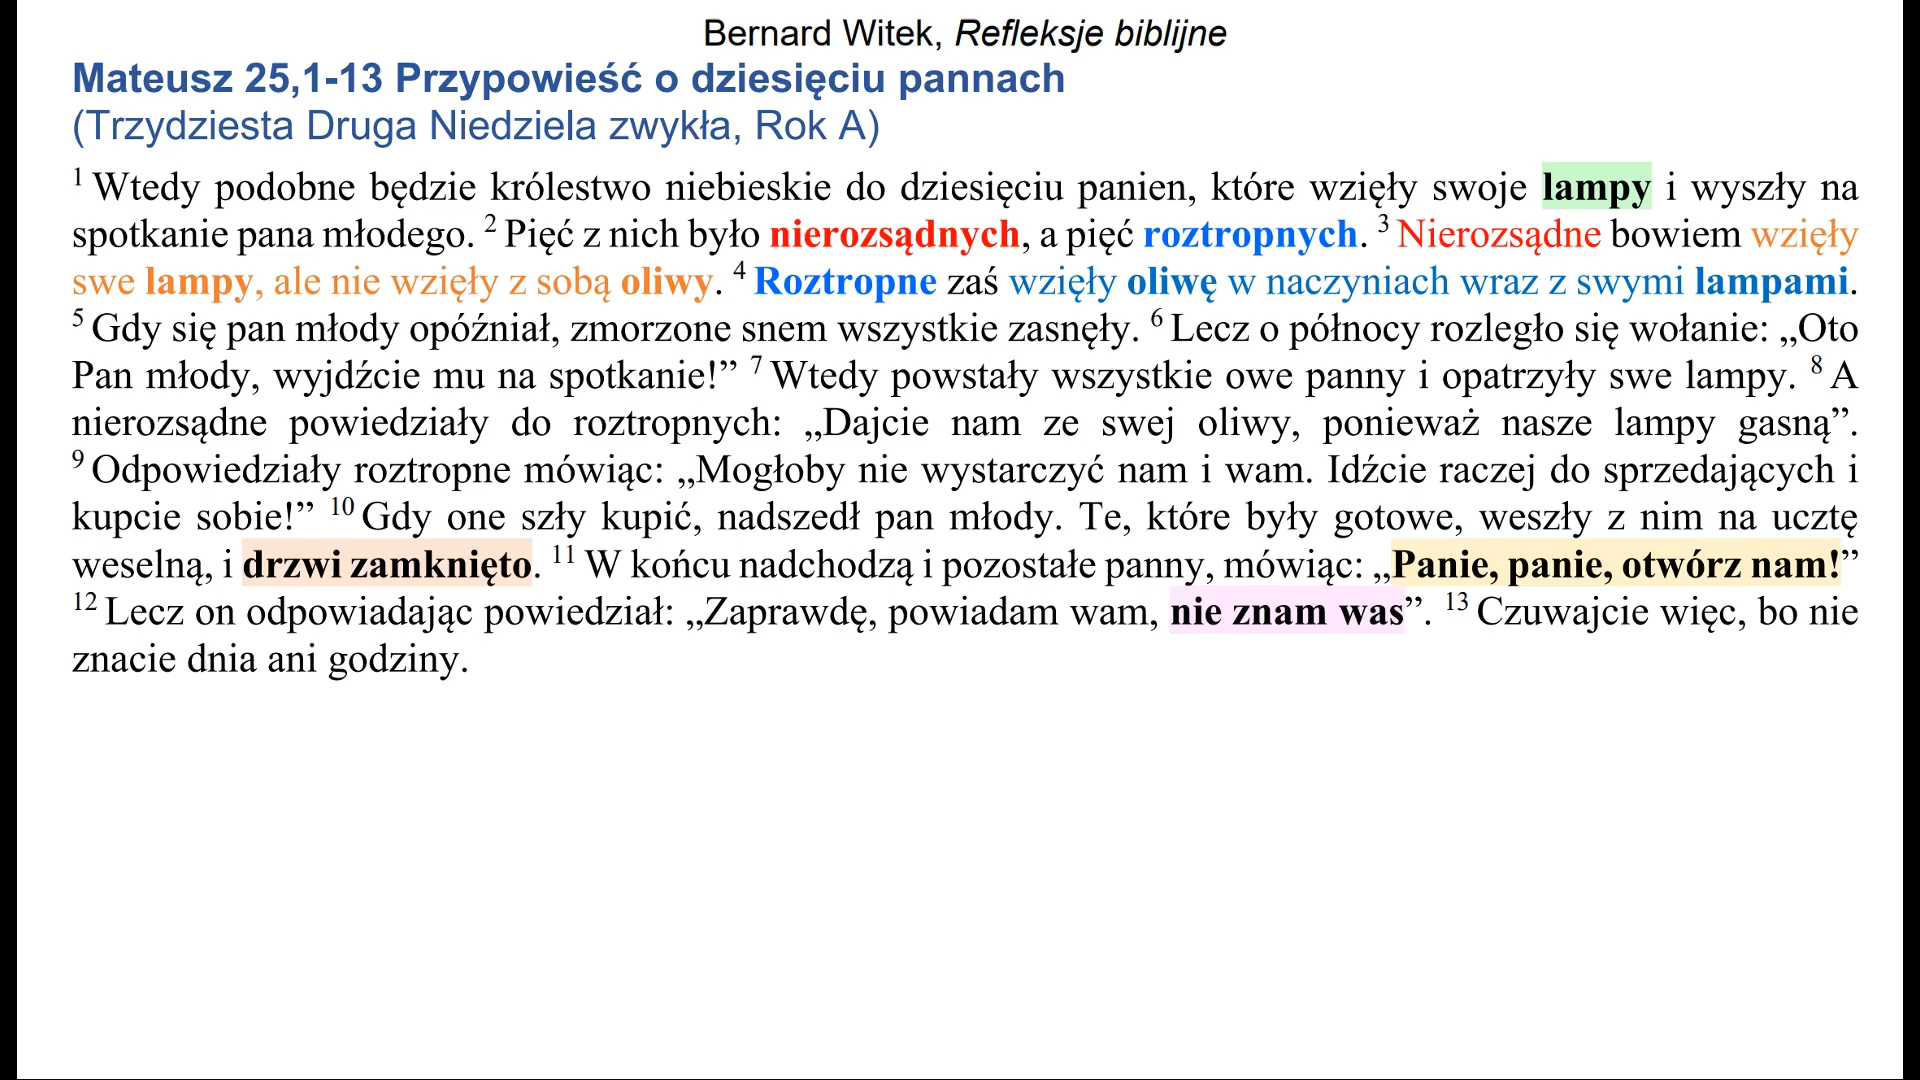 Bernard Witek, Refleksje biblijne
Mateusz 25,1-13 Przypowieść o dziesięciu pannach
(Trzydziesta Druga Niedziela zwykła, Rok A)
1 Wtedy podobne będzie królestwo niebieskie do dziesięciu panien, które wzięły swoje lampy i wyszły na
spotkanie pana młodego. 2 Pięć z nich było nierozsądnych, a pięć roztropnych. 3 Nierozsądne bowiem wzięły
swe lampy, ale nie wzięły z sobą oliwy. 4 Roztropne zaś wzięły oliwę w naczyniach wraz z swymi lampami.
5 Gdy się pan młody opóźniał, zmorzone snem wszystkie zasnęły. 6 Lecz o północy rozległo się wołanie: „Oto
Pan młody, wyjdźcie mu na spotkanie!” 7 Wtedy powstały wszystkie owe panny i opatrzyły swe lampy. 8 A
nierozsądne powiedziały do roztropnych: „Dajcie nam ze swej oliwy, ponieważ nasze lampy gasną”.
9 Odpowiedziały roztropne mówiąc: „Mogłoby nie wystarczyć nam i wam. Idźcie raczej do sprzedających i
kupcie sobie!” 10 Gdy one szły kupić, nadszedł pan młody. Te, które były gotowe, weszły z nim na ucztę
weselną, i drzwi zamknięto. 11 W końcu nadchodzą i pozostałe panny, mówiąc: „Panie, panie, otwórz nam!”
12 Lecz on odpowiadając powiedział: „Zaprawdę, powiadam wam, nie znam was”. 13 Czuwajcie więc, bo nie
znacie dnia ani godziny.